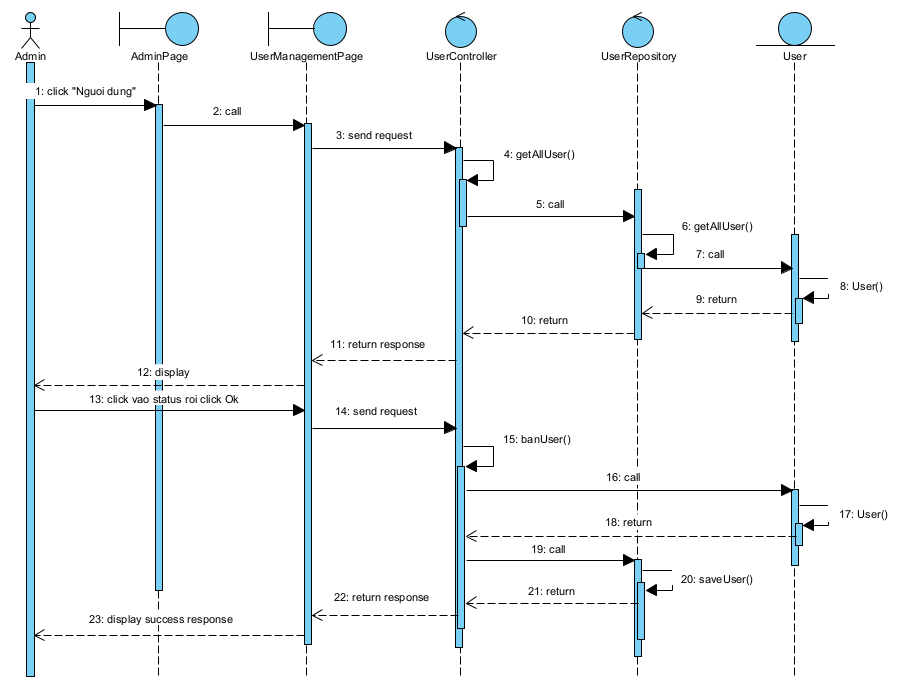 Admin
AdminPage
UserManagementPage
UserController
UserRepository
User
1: click "Nguoi dung"
2: call
3: send request
4: getAllUser()
5: call
6: getAllUser()
7: call
8: User()
9: return
10: return
11: return response
12: display
13: click vao status roi click Ok
14: send request
15: banUser()
16: call
17: User()
18: return
19: call
20: saveUser()
21: return
22: return response
23: display success response